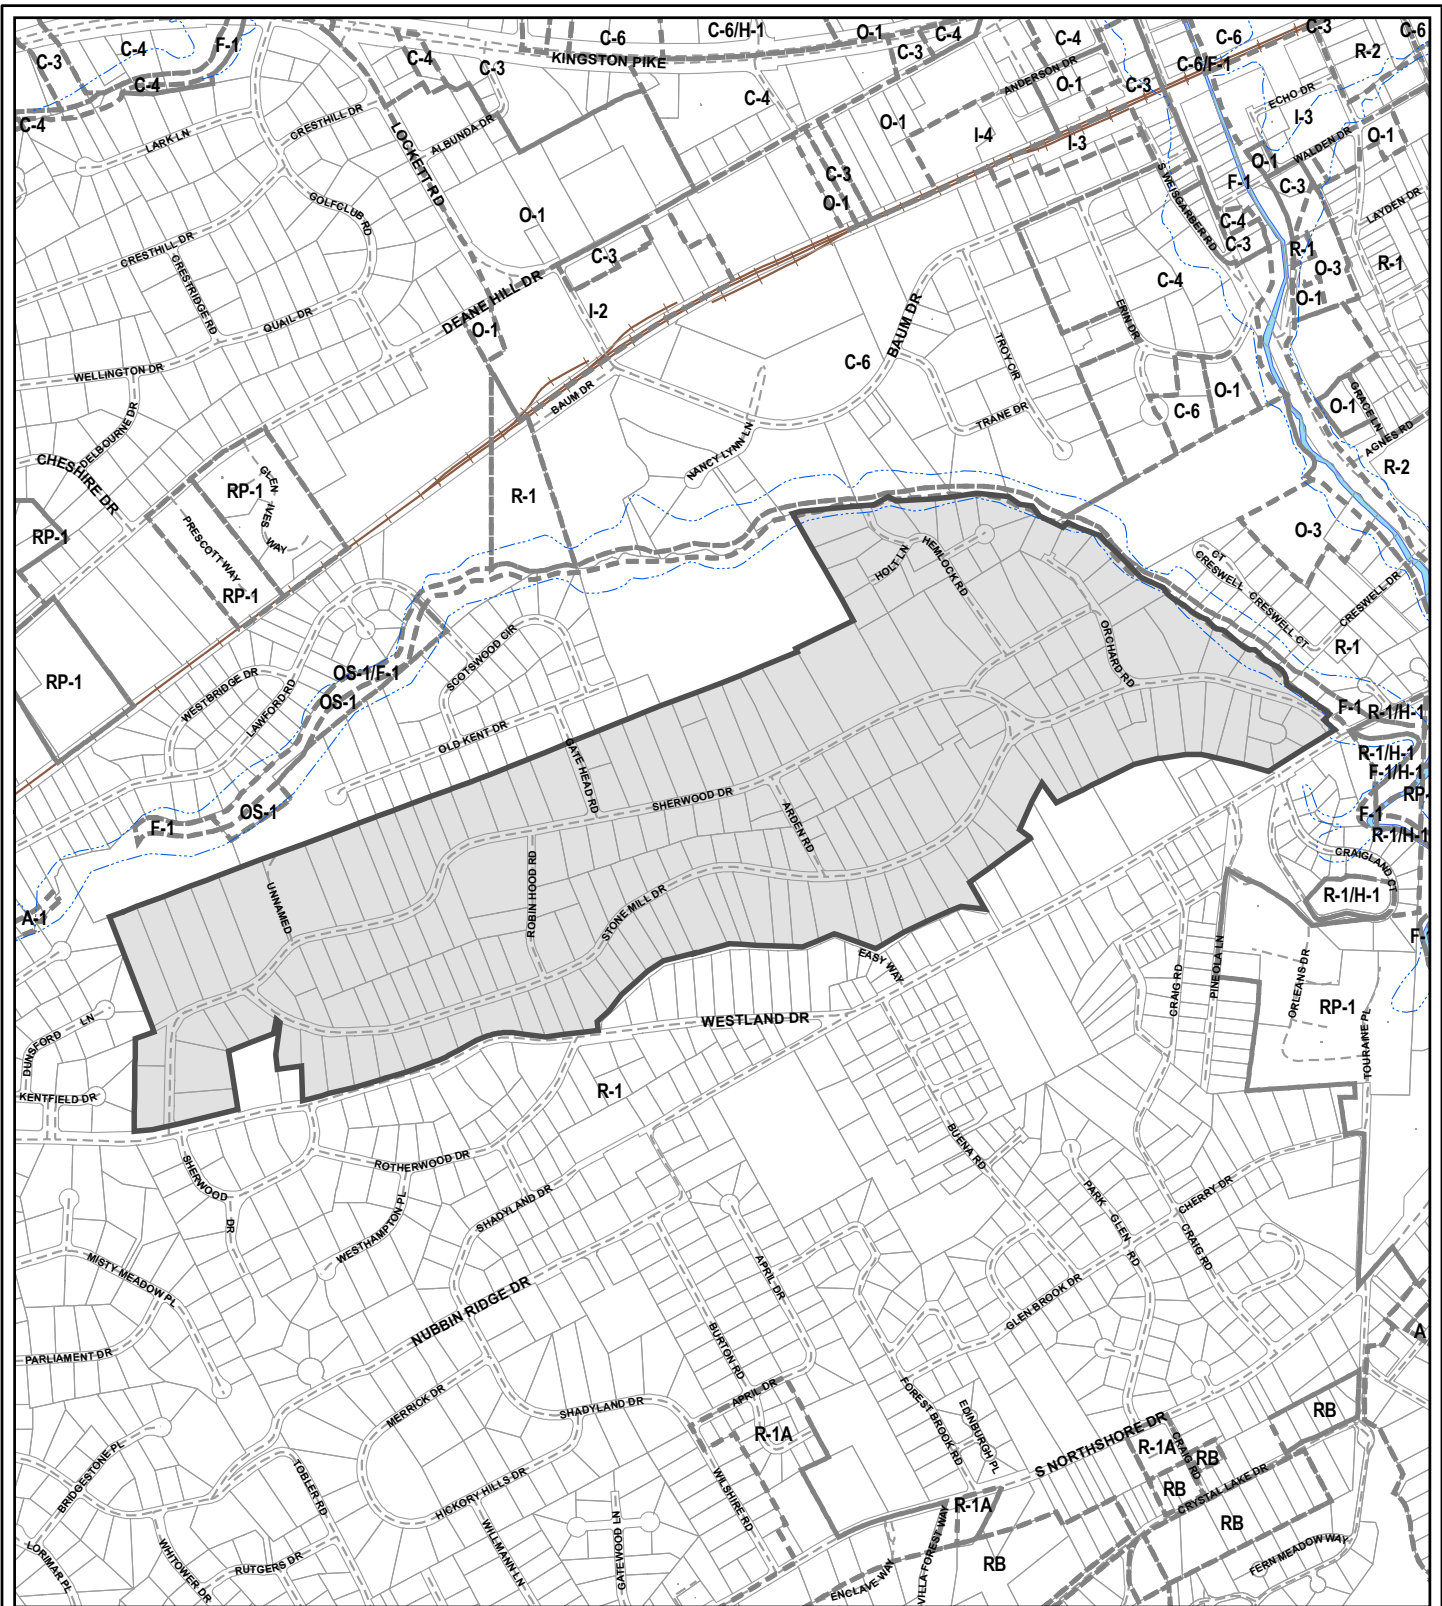 C-3
C-4
F-1
C-4
C-4
C-4
C-3
C-6
C-6/H-1
O-1
C-3
C-4
C-4
C-6
C-3
C-6
KINGSTON PIKE
C-6/F-1
R-2
ANDERSON DR
O-1
C-3
ECHO DR
I-3
LARK LN
CRESTHILL DR
LOCKETT RD
ALBUNDA DR
C-4
O-1
I-4
I-3
WALDEN DR
O-1
O-1
C-3
S WEISGARBER RD
F-1
C-3
O-1
GOLFCLUB RD
O-1
C-4
C-3
LAYDEN DR
R-1
O-3
O-1
R-1
CRESTHILL DR
CRESTRIDGE RD
QUAIL DR
DEANE HILL DR
C-3
I-2
O-1
C-4
ERIN DR
BAUM DR
TROY CIR
C-6
WELLINGTON DR
DELBOURNE DR
BAUM DR
TRANE DR
C-6
O-1
O-1
GRACE LN
AGNES RD
R-2
NANCY LYNN LN
CHESHIRE DR
GLEN IVES WAY
RP-1
PRESCOTT WAY
RP-1
RP-1
RP-1
R-1
O-3
CRESWELL CT
CRESWELL CT
CRESWELL DR
R-1
HOLT LN
HEMLOCK RD
ORCHARD RD
SCOTSWOOD CIR
OS-1/F-1
OS-1
WESTBRIDGE DR
LAWFORD RD
OLD KENT DR
GATE HEAD RD
SHERWOOD DR
ARDEN RD
F-1
R-1/H-1
R-1/H-1
F-1/H-1
RP-
F-1
R-1/H-1
CRAIGLAND CT
R-1/H-1
F-
OS-1
F-1
A-1
UNNAMED
ROBIN HOOD RD
STONE MILL DR
EASY WAY
WESTLAND DR
CRAIG RD
PINEOLA LN
ORLEANS DR
RP-1
TOURAINE PL
DUNSFORD LN
KENTFIELD DR
R-1
SHERWOOD DR
ROTHERWOOD DR
WESTHAMPTON PL
SHADYLAND DR
BUENA RD
PARK GLEN RD
CHERRY DR
CRAIG RD
MISTY MEADOW PL
NUBBIN RIDGE DR
APRIL DR
GLEN BROOK DR
PARLIAMENT DR
BURTON RD
A
MERRICK DR
SHADYLAND DR
APRIL DR
FOREST BROOK RD
EDINBURGH PL
S NORTHSHORE DR
R-1A
R-1A
CRAIG RD
RB
RB
RB
CRYSTAL LAKE DR
RB
BRIDGESTONE PL
TOBLER RD
HICKORY HILLS DR
WILSHIRE RD
R-1A
WILLMANN LN
GATEWOOD LN
ENCLAVE WAY
VILLA FOREST WAY
RB
FERN MEADOW WAY
LORIMAR PL
WHITOWER DR
RUTGERS DR